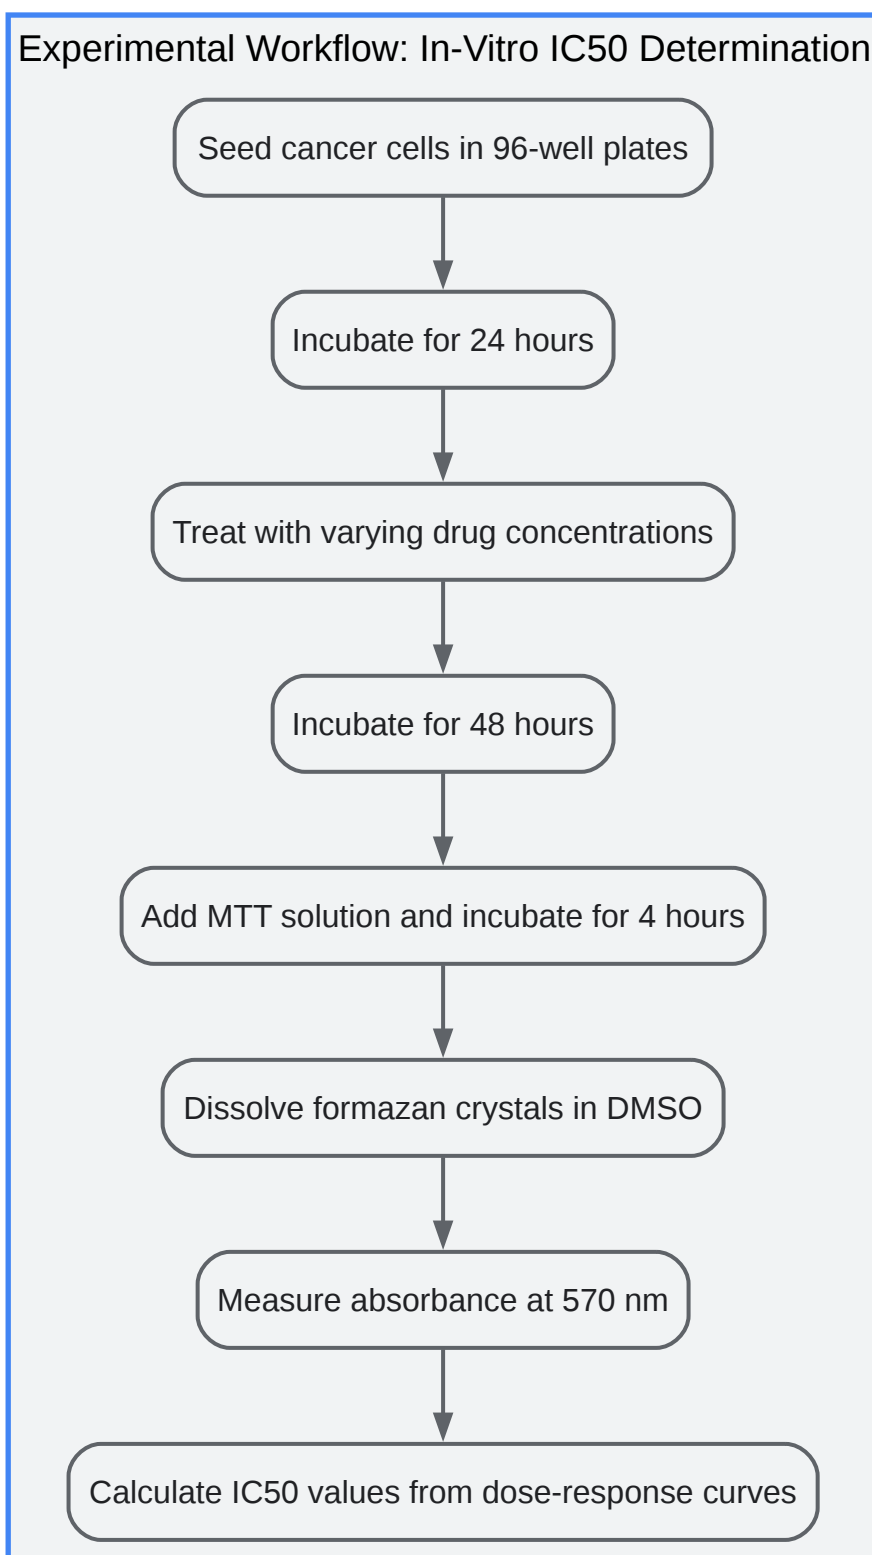 Experimental Workflow: In-Vitro IC50 Determination
Seed cancer cells in 96-well plates
Incubate for 24 hours
Treat with varying drug concentrations
Incubate for 48 hours
Add MTT solution and incubate for 4 hours
Dissolve formazan crystals in DMSO
Measure absorbance at 570 nm
Calculate IC50 values from dose-response curves